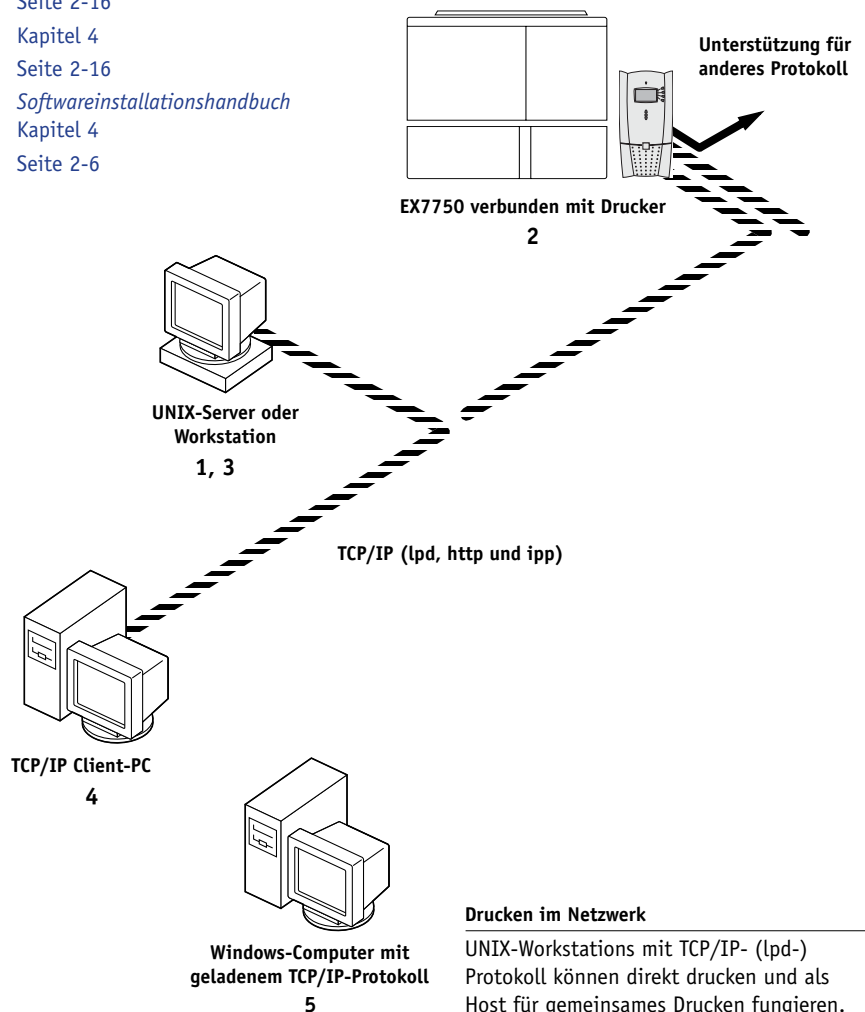 Seite 2-16
Kapitel 4
Seite 2-16
Softwareinstallationshandbuch
Kapitel 4
Seite 2-6
Unterstützung für
anderes Protokoll
EX7750 verbunden mit Drucker
2
UNIX-Server oder
Workstation
1, 3
TCP/IP (lpd, http und ipp)
TCP/IP Client-PC
4
Windows-Computer mit
geladenem TCP/IP-Protokoll
5
Drucken im Netzwerk
UNIX-Workstations mit TCP/IP- (lpd-)
Protokoll können direkt drucken und als
Host für gemeinsames Drucken fungieren.